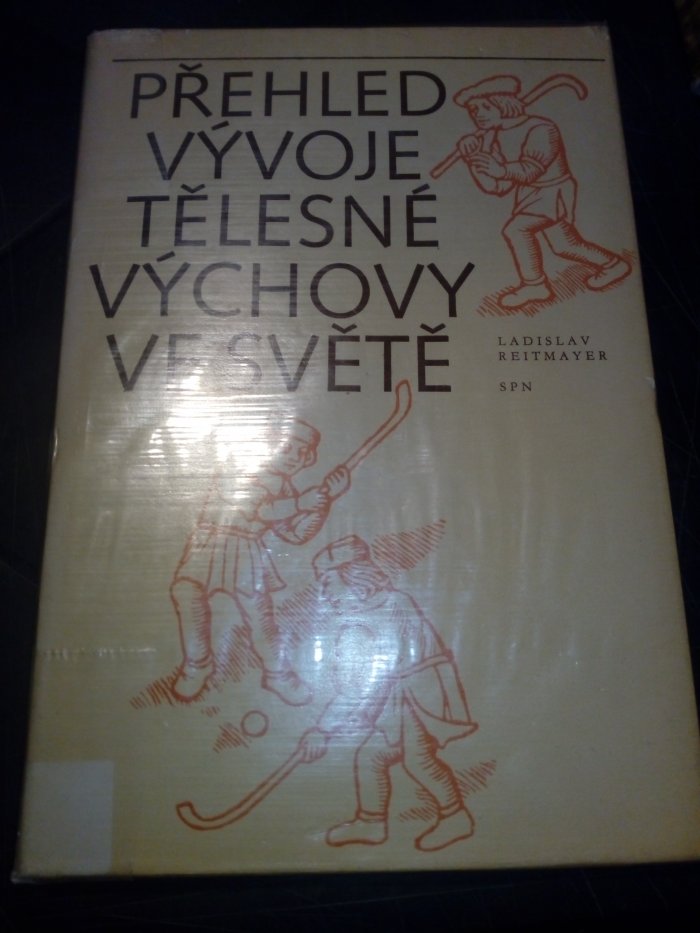 PŘEHLED
VÝVOJE
TĚLESNÉ
VÝCHOVY
VE SVĚTĚ
LADISLAV
REITMAYER
SPN